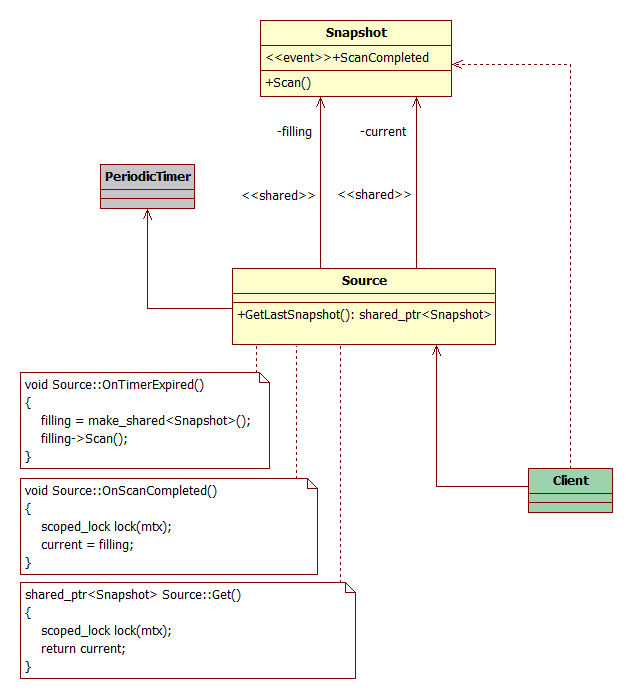 Snapshot
<<event>>+ScanCompleted
+Scan()
-filling
-current
PeriodicTimer
<<shared>>
<<shared>>
Source
+GetLastSnapshot(): shared_ptr<Snapshot>
void Source::OnTimerExpired()
{
filling = make_shared<Snapshot>();
filling->Scan();
}
Client
void Source::OnScanCompleted()
{
scoped_lock lock(mtx);
current = filling;
}
shared_ptr<Snapshot> Source::Get()
{
scoped_lock lock(mtx);
return current;
}